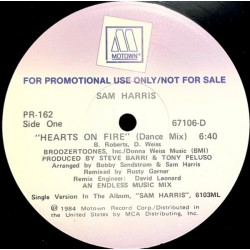 MOTOWN
FOR PROMOTIONAL USE ONLY/NOT FOR SALE
SAM HARRIS
PR-162
Side One
67106-D
"HEARTS ON FIRE" (Dance Mix) 6:40
B. Roberts, D. Weiss
BROOZERTOONES, Inc./Donna Weiss Music (BMI)
PRODUCED BY STEVE BARRI & TONY PELUSO
Arranged by Bobby Sandstrom & Sam Harris
Remixed by Rusty Garner
Remix Engineer: David Leonard
AN ENDLESS MUSIC MIX
Single Version In The Album, "SAM HARRIS", 6103ML
℗ © 1984 Motown Record Corp./Manufactured and
Distributed in the U.S. by MCA Distributing, Inc.